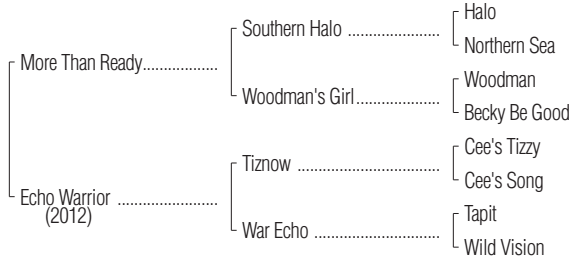 Halo
Southern Halo ..................
Northern Sea
More Than Ready..................
Woodman
Woodman's Girl..................
Becky Be Good
Cee's Tizzy
Tiznow ..............................
Cee's Song
Echo Warrior ....................
(2012)
Tapit
War Echo .........................
Wild Vision